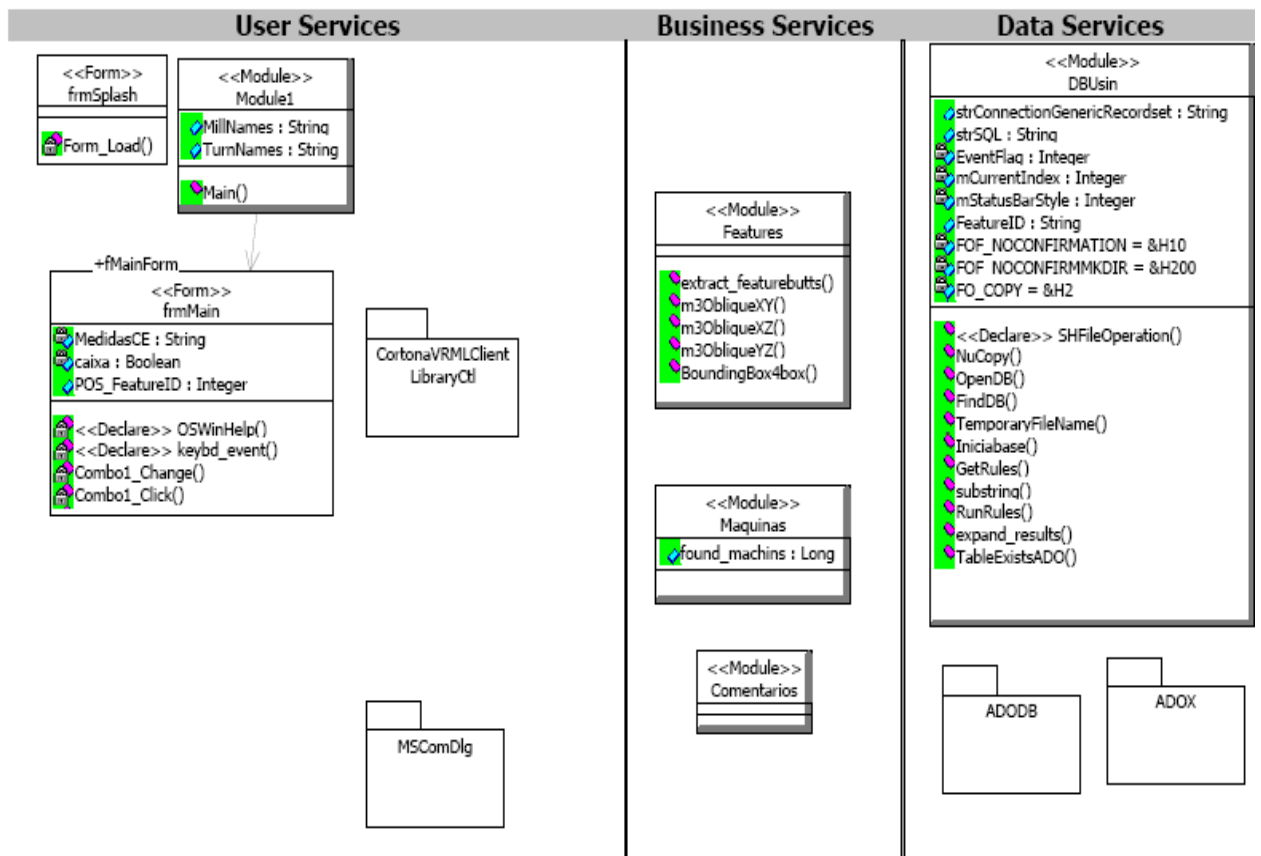 User Services
Business Services
Data Services
<<Form>>
frmSplash
Form_Load()
<<Module>>
Module1
MillNames : String
TurnNames : String
Main()
+fMainForm
<<Form>>
frmMain
MedidasCE : String
caixa : Boolean
POS_FeatureID : Integer
<<Declare>> OSWinHelp()
<<Declare>> keybd_event()
Combo1_Change()
Combo1_Click()
CortonaVRMLClient
LibraryCtl
MSComDlg
<<Module>>
Features
extract_featurebutts()
m3ObliqueXY()
m3ObliqueXZ()
m3ObliqueYZ()
BoundingBox4box()
<<Module>>
Maquinas
found_machins : Long
<<Module>>
Comentarios
<<Module>>
DBUsin
strConnectionGenericRecordset : String
strSQL : String
EventFlag : Integer
mCurrentIndex : Integer
mStatusBarStyle : Integer
FeatureID : String
FOF_NOCONFIRMATION = &H10
FOF_NOCONFIRMMKDIR = &H200
FO_COPY = &H2
<<Declare>> SHFileOperation()
NuCopy()
OpenDB()
FindDB()
TemporaryFileName()
Iniciabase()
GetRules()
substring()
RunRules()
expand_results()
TableExistsADO()
ADODB
ADOX